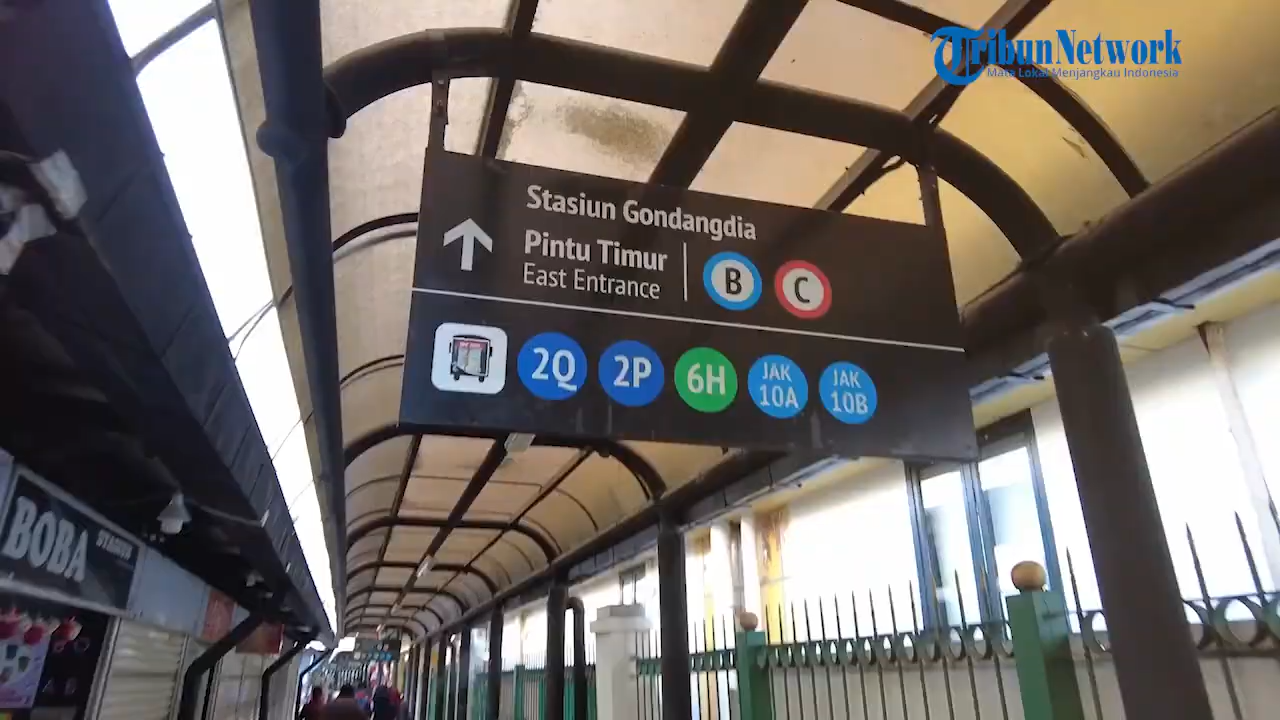 TribunNetwork
Mata Lokal Menjangkau Indonesia
Stasiun Gondangdia
Pintu Timur
East Entrance
B C
2Q 2P 6H JAK 10A JAK 10B
BOBA STASIUN